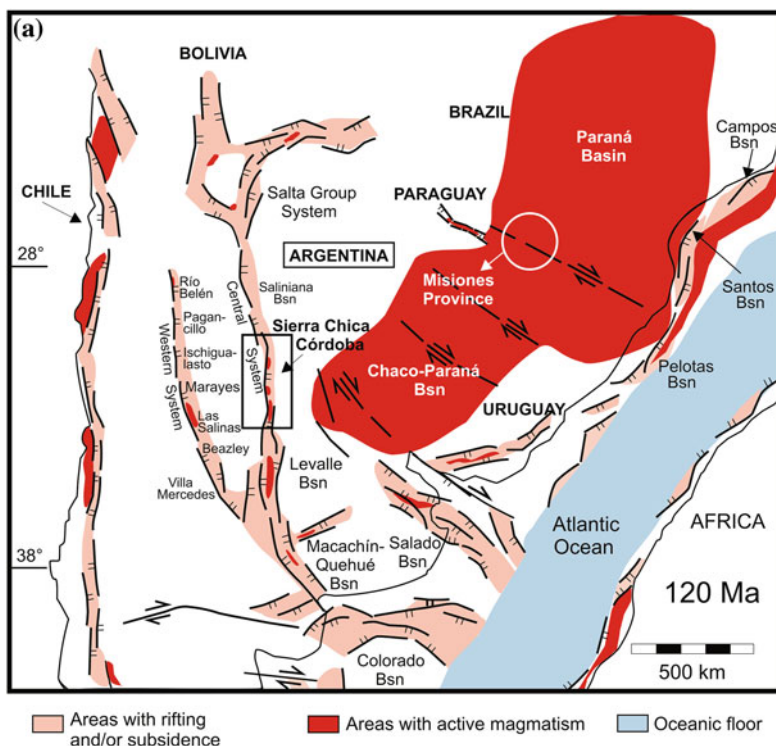 (a)
BOLIVIA
BRAZIL
Paraná
Basin
Campos
Bsn
CHILE
Salta Group
System
PARAGUAY
ARGENTINA
28°
Misiones
Province
Santos
Bsn
Río
Belén
Central
System
Saliniana
Bsn
Pagan-
cillo
Sierra Chica
Córdoba
Western
System
Ischigua-
lasto
Marayes
Chaco-Paraná
Bsn
Pelotas
Bsn
Las
Salinas
URUGUAY
Beazley
Levalle
Bsn
Villa
Mercedes
AFRICA
Atlantic
Ocean
Macachín-
Quehué
Bsn
Salado
Bsn
38°
120 Ma
Colorado
Bsn
500 km
Areas with rifting
and/or subsidence
Areas with active magmatism
Oceanic floor